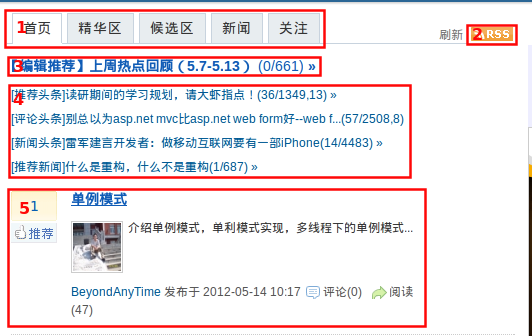 1 首页 精华区 候选区 新闻 关注
刷新 2 RSS
3【编辑推荐】上周热点回顾（5.7-5.13） (0/661) »
4
[推荐头条]读研期间的学习规划，请大虾指点！(36/1349,13) »
[评论头条]别总以为asp.net mvc比asp.net web form好--web f...(57/2508,8)
[新闻头条]雷军建言开发者：做移动互联网要有一部iPhone(14/4483) »
[推荐新闻]什么是重构，什么不是重构(1/687) »
5 1 单例模式
推荐
介绍单例模式，单利模式实现，多线程下的单例模式...
BeyondAnyTime 发布于 2012-05-14 10:17 评论(0) 阅读
(47)